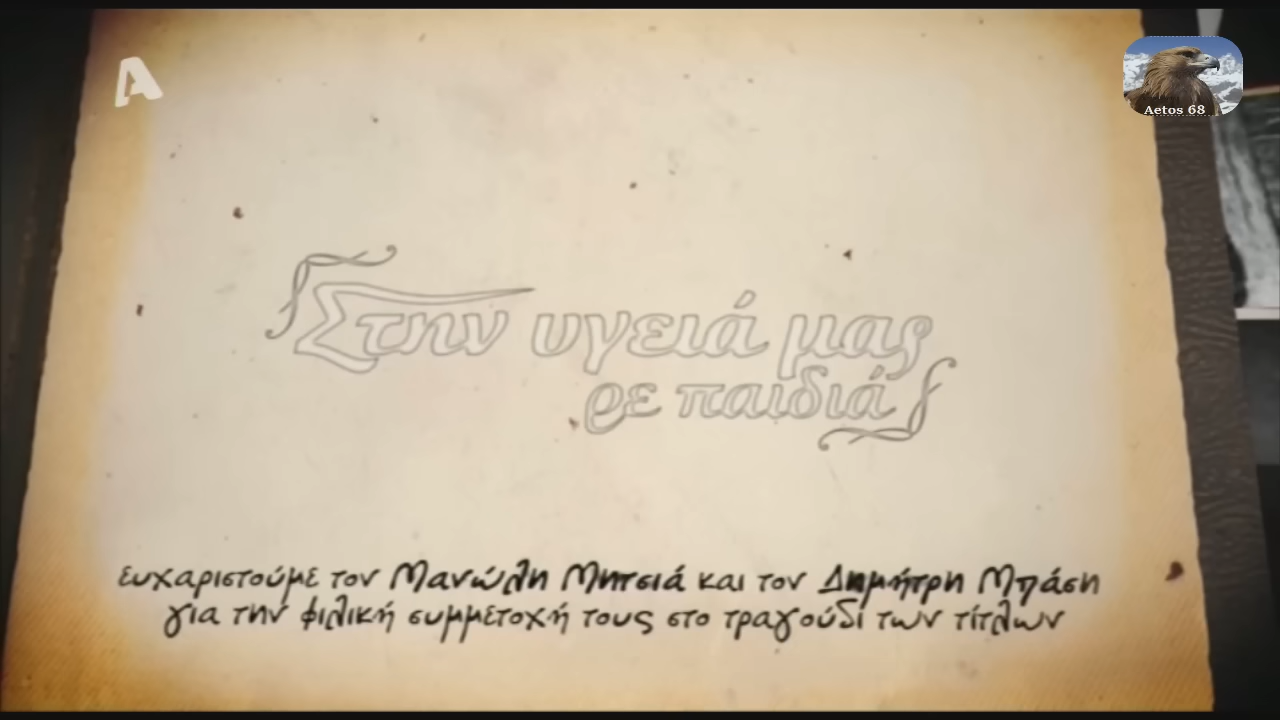 Aetos 68
Στην υγειά μας
ρε παιδιά
ευχαριστούμε τον Μανώλη Μητσιά και τον Δημήτρη Μπάση
για την φιλική συμμετοχή τους στο τραγούδι των τίτλων